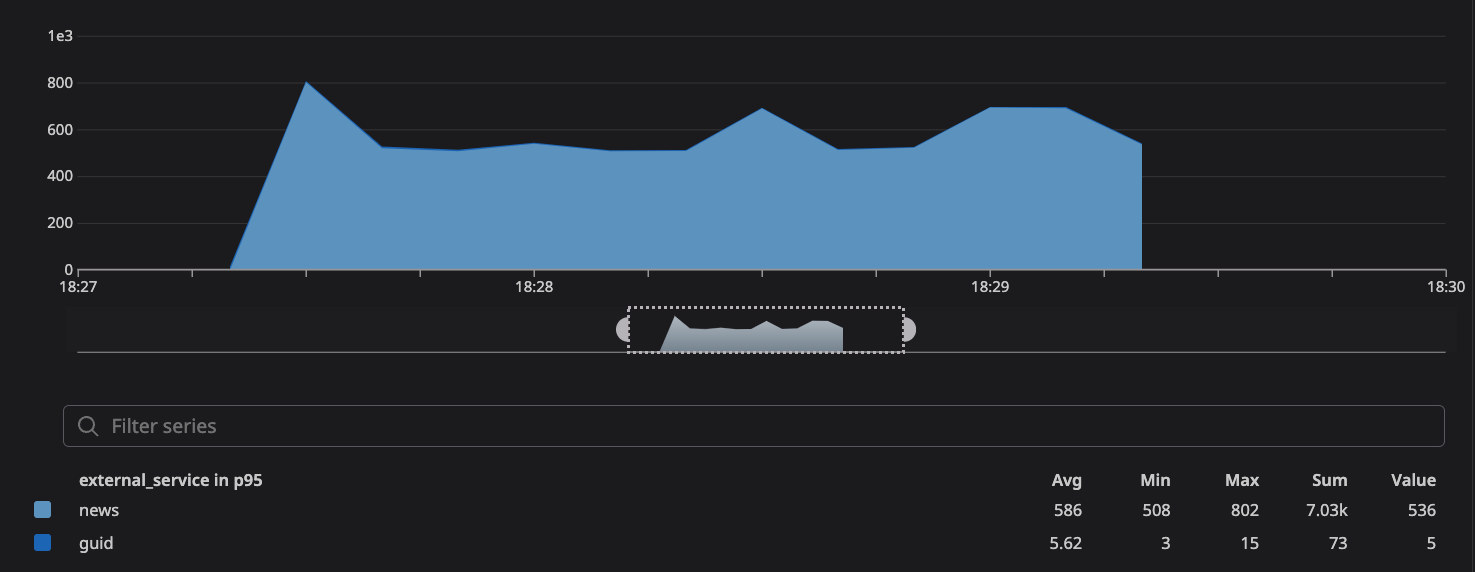 1e3
800
600
400
200
0
18:27 18:28 18:29 18:30
Filter series
external_service in p95 Avg Min Max Sum Value
news 586 508 802 7.03k 536
guid 5.62 3 15 73 5